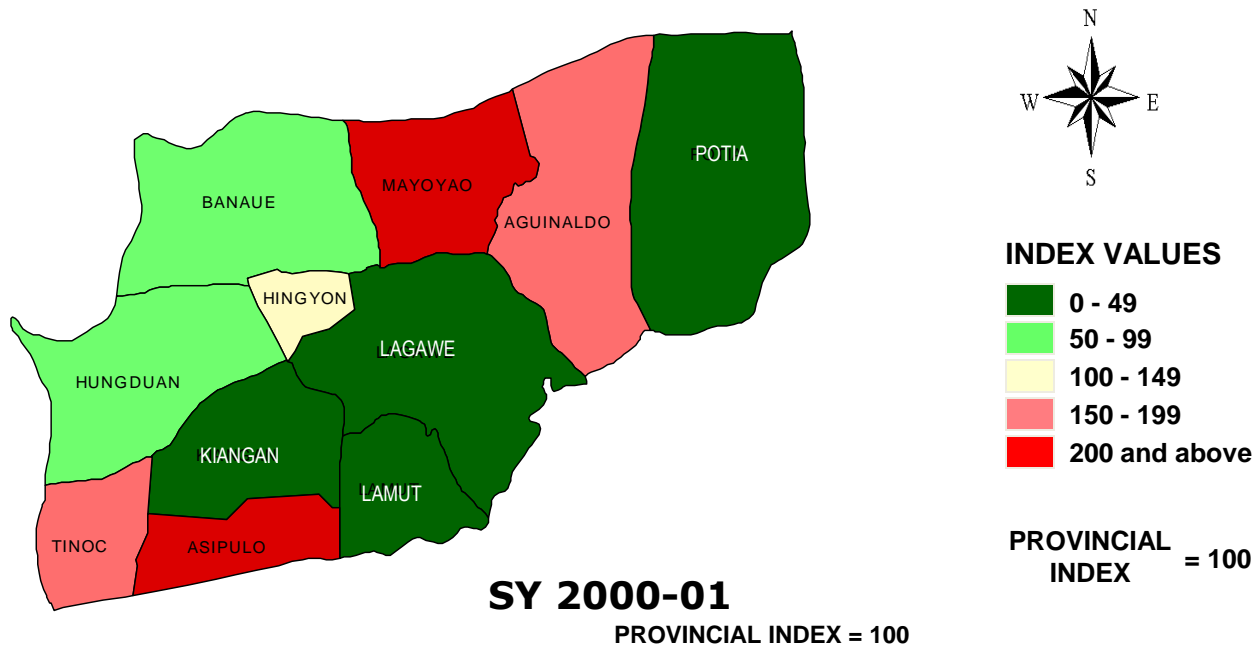 N
W E
S
POTIA
MAYOYAO
BANAUE
AGUINALDO
HINGYON
LAGAWE
HUNGDUAN
KIANGAN
LAMUT
TINOC
ASIPULO
INDEX VALUES
0 - 49
50 - 99
100 - 149
150 - 199
200 and above
PROVINCIAL
INDEX = 100
SY 2000-01
PROVINCIAL INDEX = 100